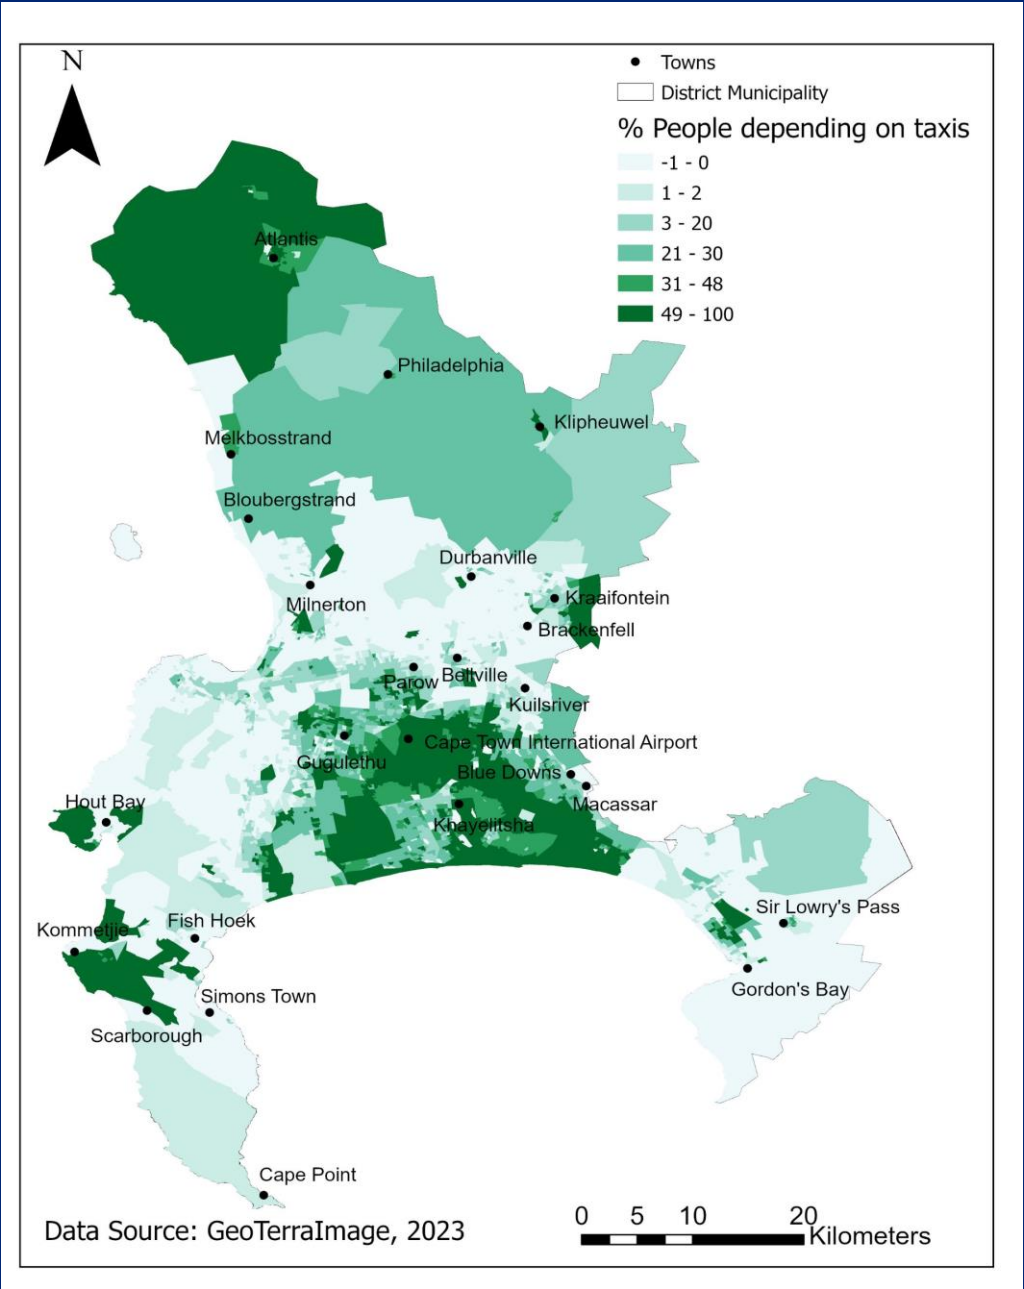 N
Towns
District Municipality
% People depending on taxis
-1 - 0
1 - 2
3 - 20
21 - 30
31 - 48
49 - 100
Atlantis
Philadelphia
Klipheuwel
Melkbosstrand
Bloubergstrand
Durbanville
Kraaifontein
Milnerton
Brackenfell
Bellville
Parow
Kuilsriver
Cape Town International Airport
Gugulethu
Blue Downs
Hout Bay
Macassar
Khayelitsha
Sir Lowry's Pass
Fish Hoek
Kommetjie
Gordon's Bay
Simons Town
Scarborough
Cape Point
0 5 10 20
Kilometers
Data Source: GeoTerraImage, 2023